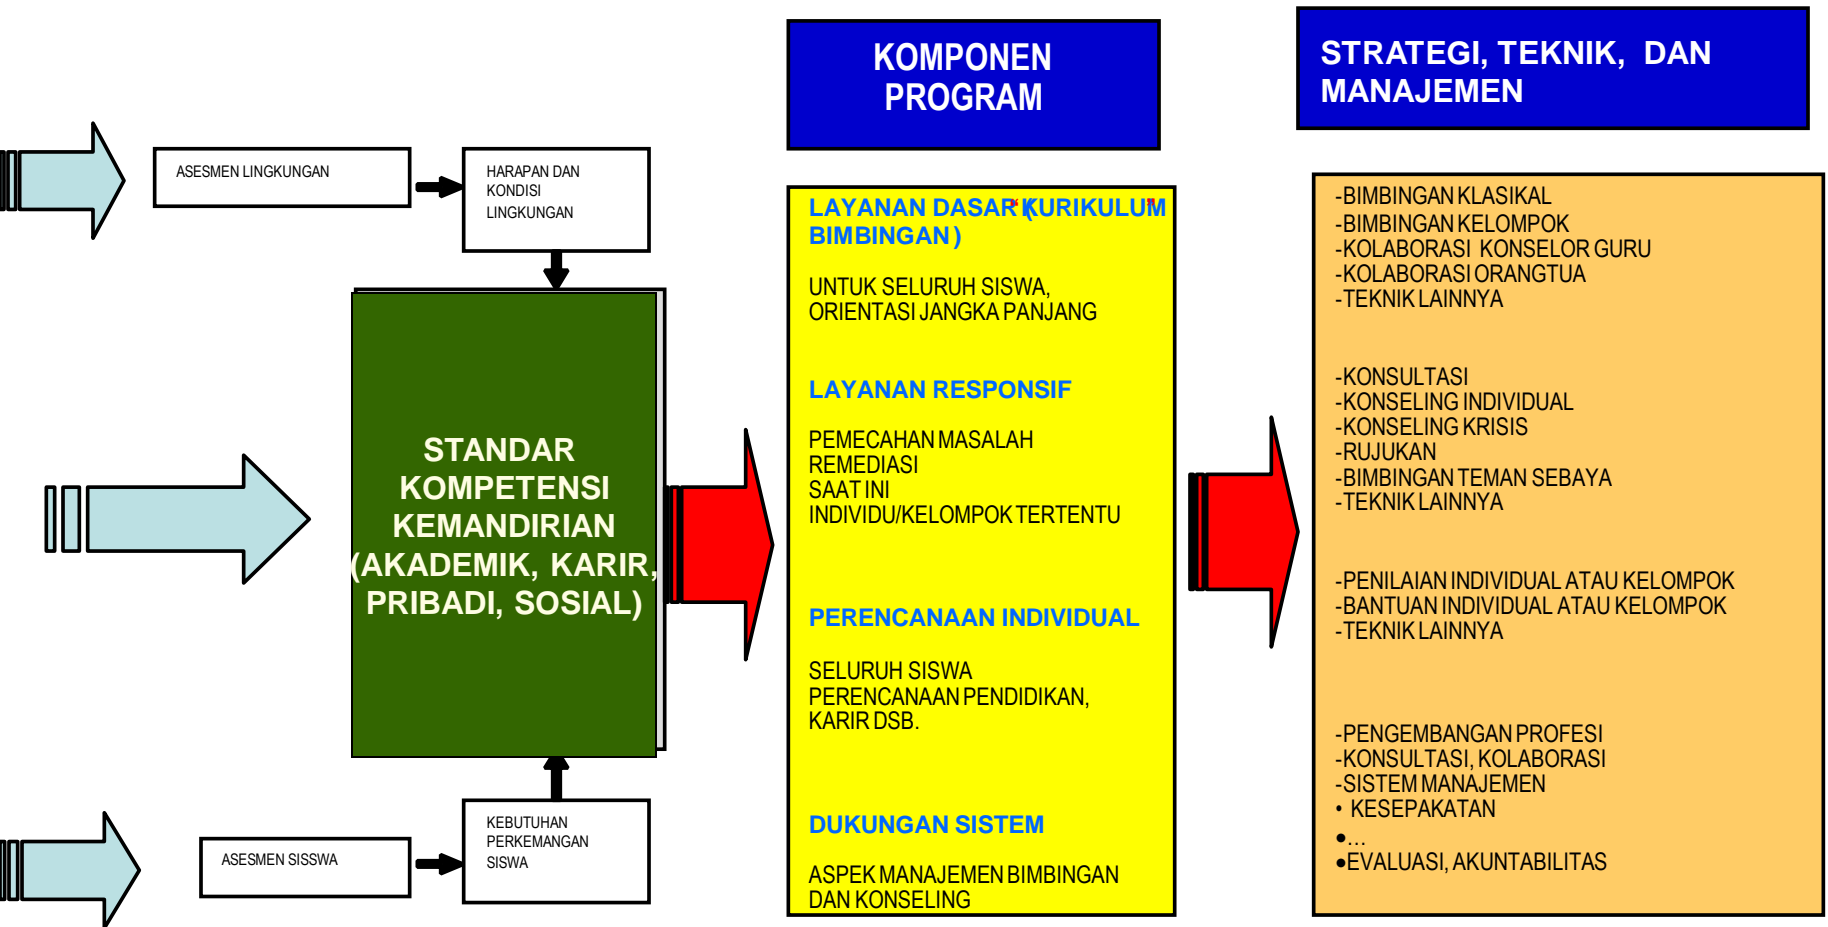 KOMPONEN
PROGRAM
STRATEGI, TEKNIK, DAN
MANAJEMEN
ASESMEN LINGKUNGAN
HARAPAN DAN
KONDISI
LINGKUNGAN
STANDAR
KOMPETENSI
KEMANDIRIAN
(AKADEMIK, KARIR,
PRIBADI, SOSIAL)
ASESMEN SISSWA
KEBUTUHAN
PERKEMANGAN
SISWA
LAYANAN DASAR (KURIKULUM
BIMBINGAN)
UNTUK SELURUH SISWA,
ORIENTASI JANGKA PANJANG
LAYANAN RESPONSIF
PEMECAHAN MASALAH
REMEDIASI
SAAT INI
INDIVIDU/KELOMPOK TERTENTU
PERENCANAAN INDIVIDUAL
SELURUH SISWA
PERENCANAAN PENDIDIKAN,
KARIR DSB.
DUKUNGAN SISTEM
ASPEK MANAJEMEN BIMBINGAN
DAN KONSELING
-BIMBINGAN KLASIKAL
-BIMBINGAN KELOMPOK
-KOLABORASI KONSELOR GURU
-KOLABORASI ORANGTUA
-TEKNIK LAINNYA
-KONSULTASI
-KONSELING INDIVIDUAL
-KONSELING KRISIS
-RUJUKAN
-BIMBINGAN TEMAN SEBAYA
-TEKNIK LAINNYA
-PENILAIAN INDIVIDUAL ATAU KELOMPOK
-BANTUAN INDIVIDUAL ATAU KELOMPOK
-TEKNIK LAINNYA
-PENGEMBANGAN PROFESI
-KONSULTASI, KOLABORASI
-SISTEM MANAJEMEN
• KESEPAKATAN
●…
●EVALUASI, AKUNTABILITAS